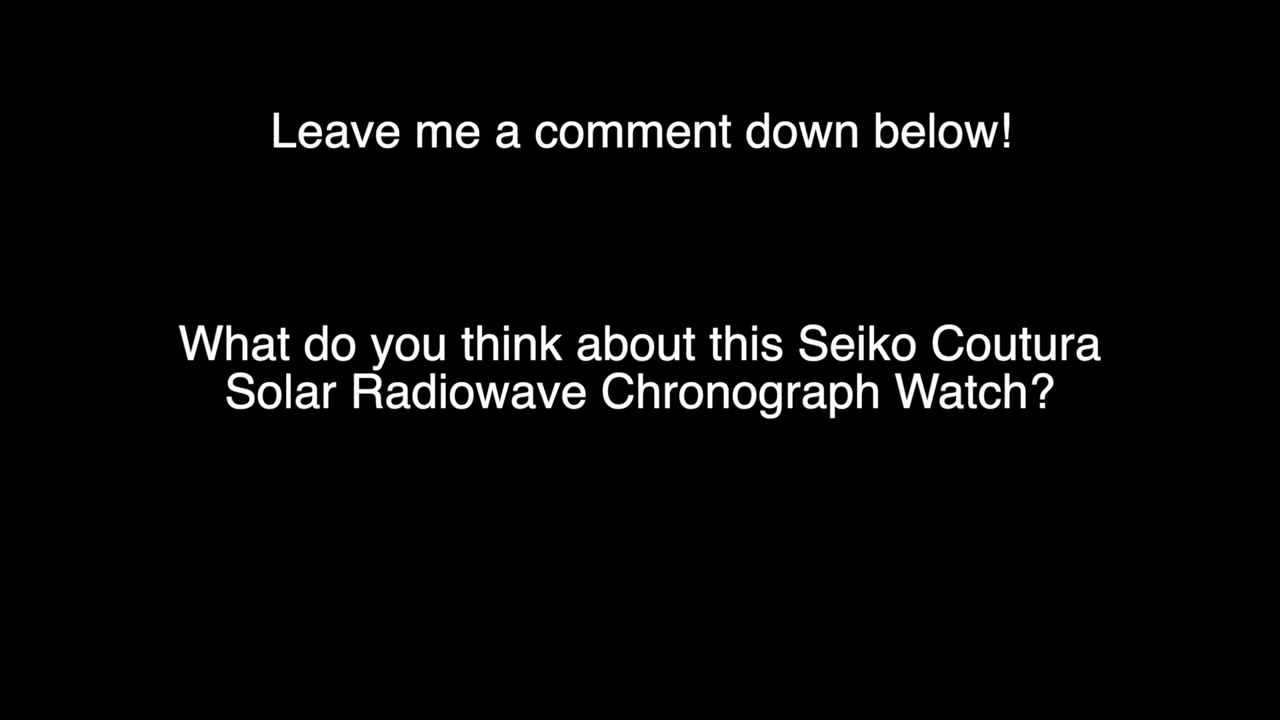 Leave me a comment down below!
What do you think about this Seiko Coutura
Solar Radiowave Chronograph Watch?